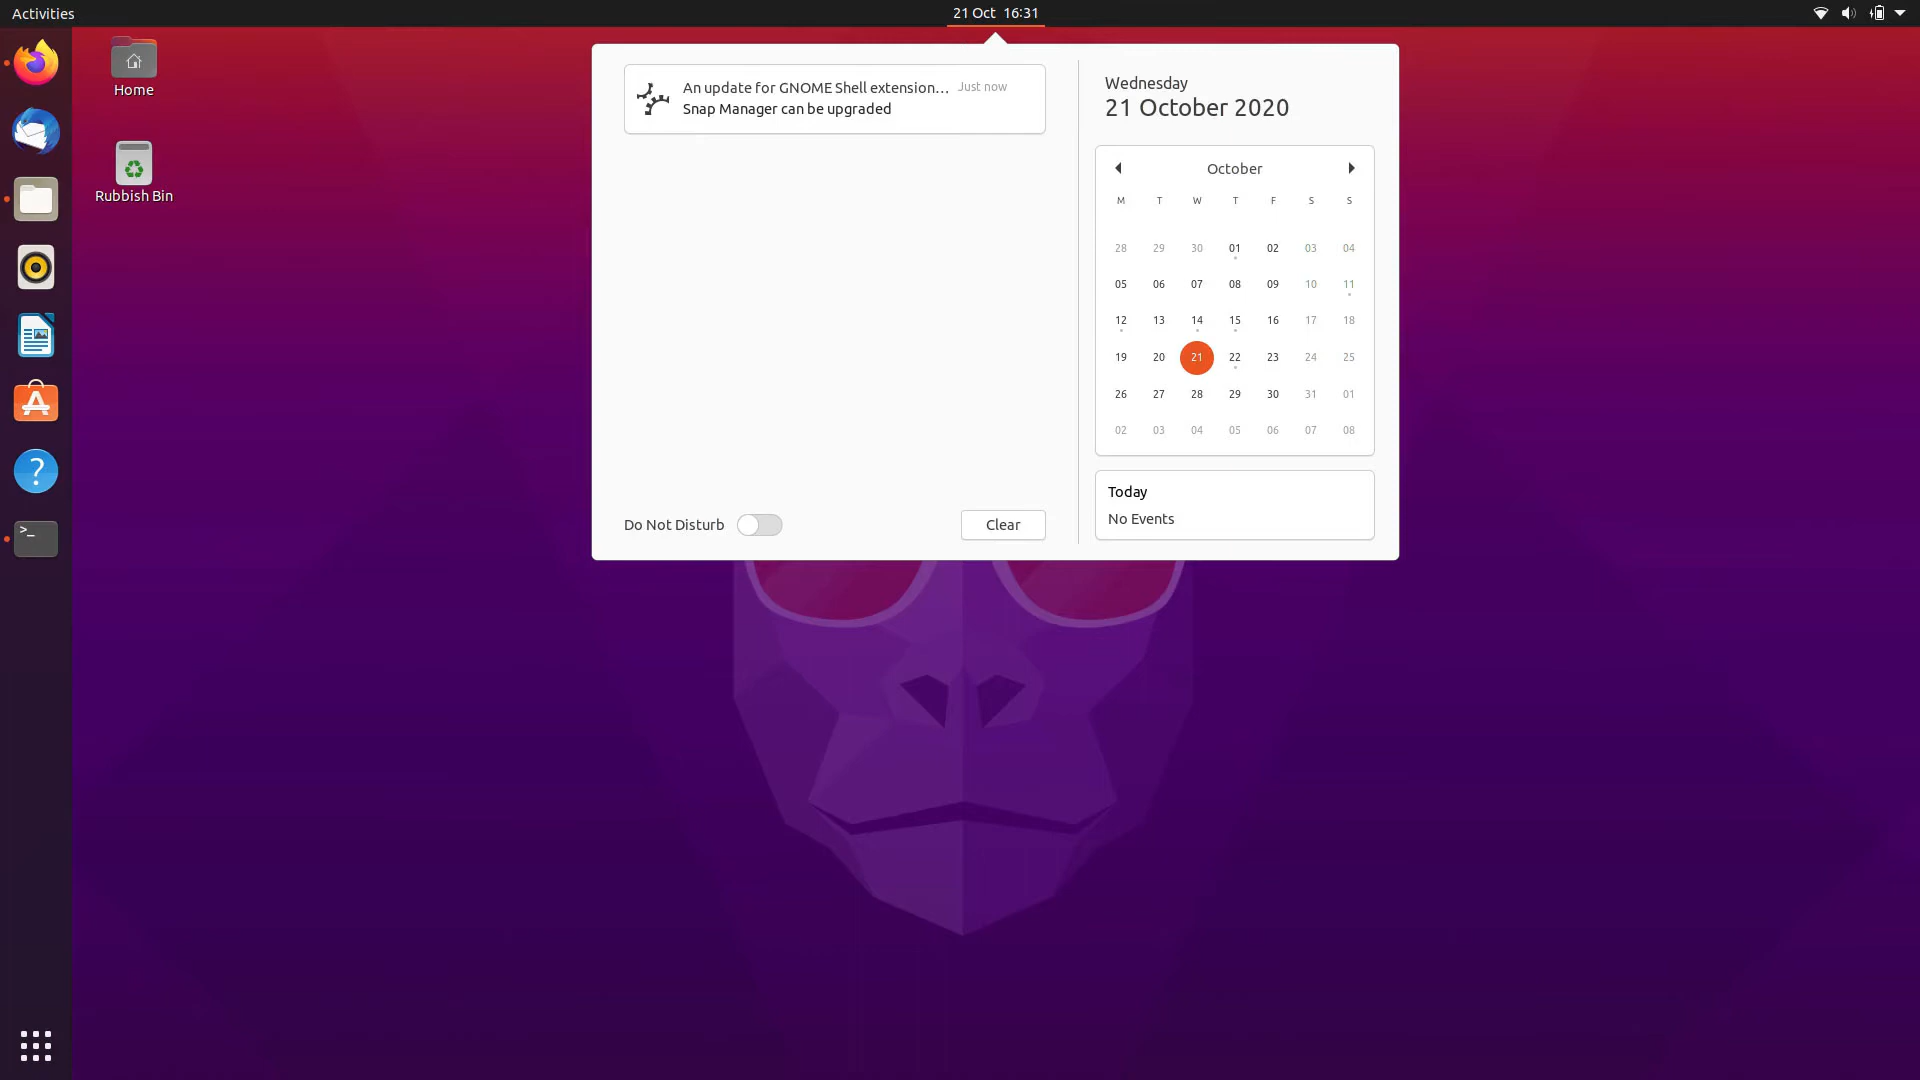 Activities
21 Oct 16:31
Home
Rubbish Bin
An update for GNOME Shell extension… Just now
Snap Manager can be upgraded
Do Not Disturb
Clear
Wednesday
21 October 2020
October
M T W T F S S
28 29 30 01 02 03 04
05 06 07 08 09 10 11
12 13 14 15 16 17 18
19 20 21 22 23 24 25
26 27 28 29 30 31 01
02 03 04 05 06 07 08
Today
No Events
>_
?